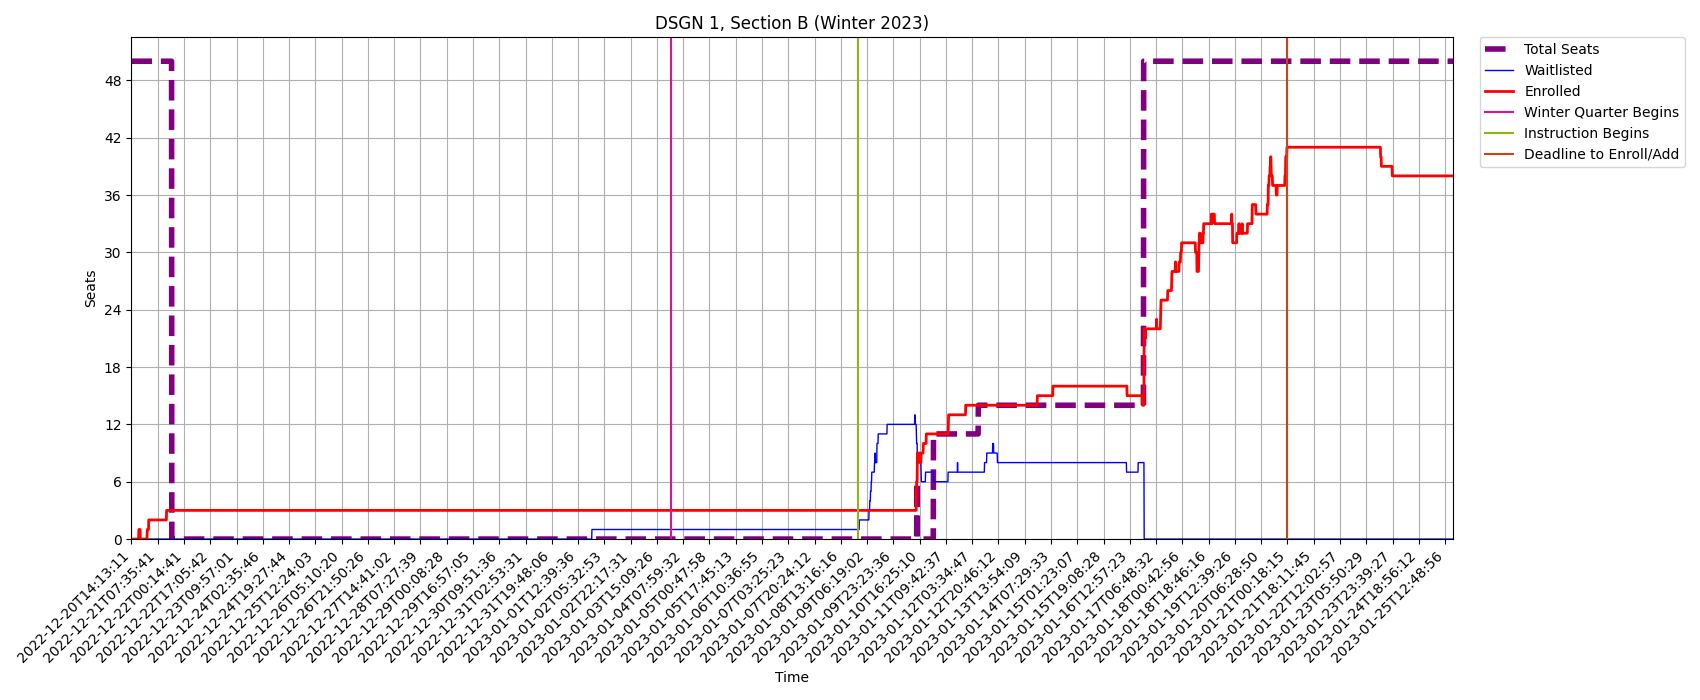 DSGN 1, Section B (Winter 2023)
Total Seats
Waitlisted
Enrolled
Winter Quarter Begins
Instruction Begins
Deadline to Enroll/Add
Seats
48
42
36
30
24
18
12
6
0
2022-12-20T14:13:11
2022-12-21T07:35:41
2022-12-22T00:14:41
2022-12-22T17:05:42
2022-12-23T09:57:01
2022-12-24T02:35:46
2022-12-24T19:27:44
2022-12-25T12:24:03
2022-12-26T05:10:20
2022-12-26T21:50:26
2022-12-27T14:41:02
2022-12-28T07:27:39
2022-12-29T00:08:28
2022-12-29T16:57:05
2022-12-30T09:51:36
2022-12-31T02:53:31
2022-12-31T19:48:06
2023-01-01T12:39:36
2023-01-02T05:32:53
2023-01-02T22:17:31
2023-01-03T15:09:26
2023-01-04T07:59:32
2023-01-05T00:47:58
2023-01-05T17:45:13
2023-01-06T10:36:55
2023-01-07T03:25:23
2023-01-07T20:24:12
2023-01-08T13:16:16
2023-01-09T06:19:02
2023-01-09T23:23:36
2023-01-10T16:25:10
2023-01-11T09:42:37
2023-01-12T03:34:47
2023-01-12T20:46:12
2023-01-13T13:54:09
2023-01-14T07:29:33
2023-01-15T01:23:07
2023-01-15T19:08:28
2023-01-16T12:57:23
2023-01-17T06:48:32
2023-01-18T00:42:56
2023-01-18T18:46:16
2023-01-19T12:39:26
2023-01-20T06:28:50
2023-01-21T00:18:15
2023-01-21T18:11:45
2023-01-22T12:02:57
2023-01-23T05:50:29
2023-01-23T23:39:27
2023-01-24T18:56:12
2023-01-25T12:48:56
Time